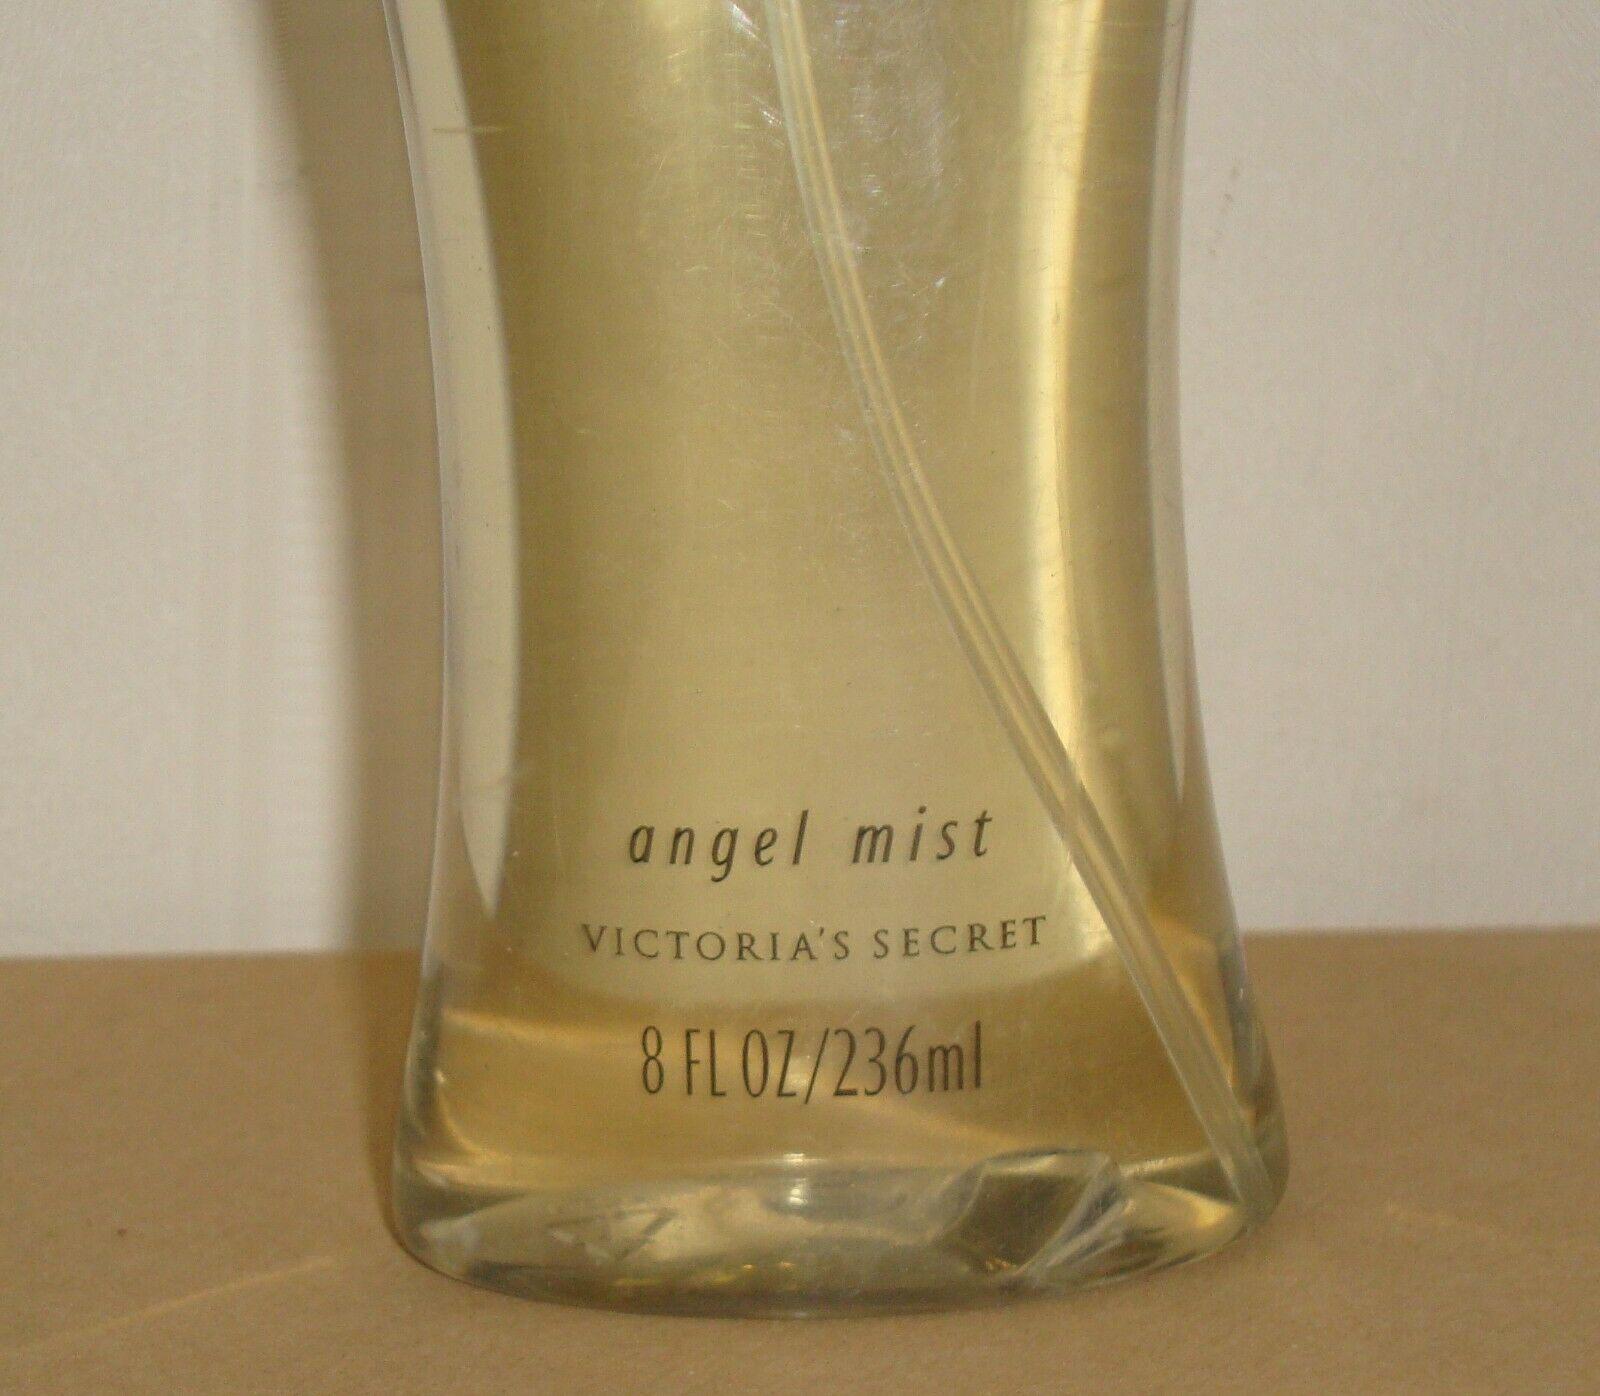 angel mist
VICTORIA'S SECRET
8 FL OZ/236ml